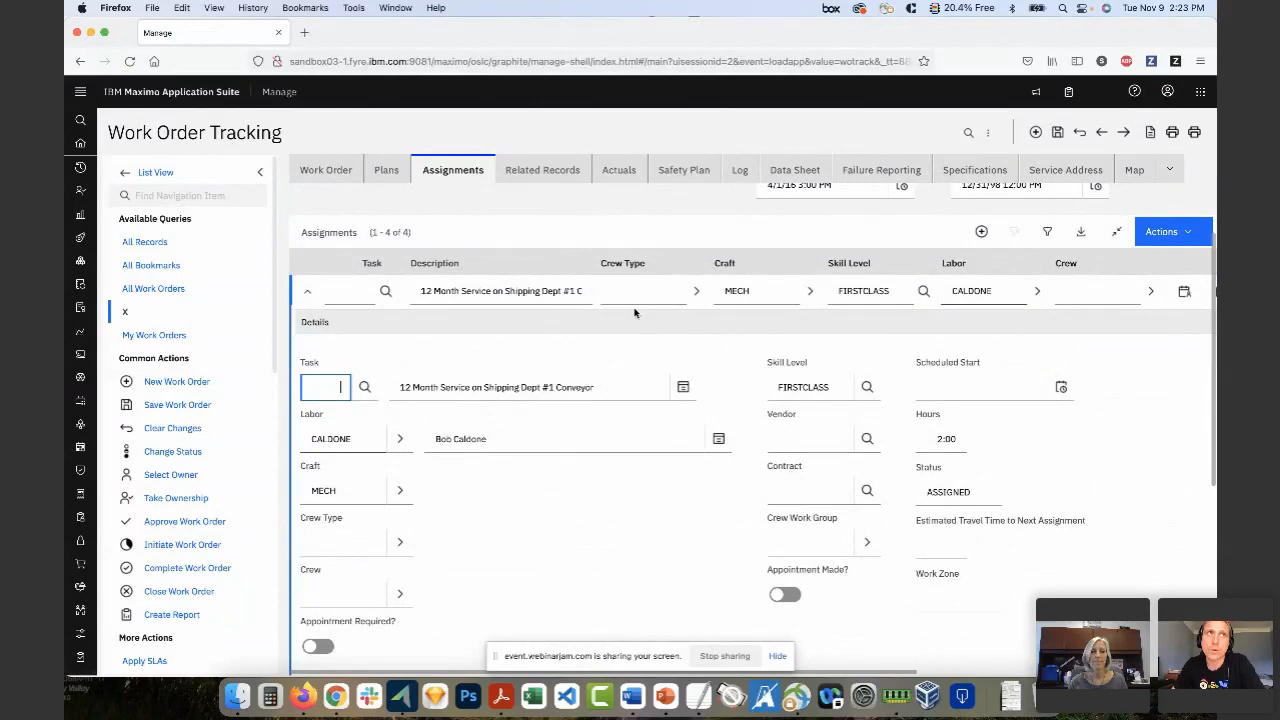 Firefox File Edit View History Bookmarks Tools Window Help
box 20.4% Free Tue Nov 9 2:23 PM
Manage
sandbox03-1.fyre.ibm.com:9081/maximo/oslc/graphite/manage-shell/index.html#/main?uisessionid=2&event=loadapp&value=wotrack&_tt=8
IBM Maximo Application Suite Manage
Work Order Tracking
List View
Find Navigation Item
Available Queries
All Records
All Bookmarks
All Work Orders
X
My Work Orders
Common Actions
New Work Order
Save Work Order
Clear Changes
Change Status
Select Owner
Take Ownership
Approve Work Order
Initiate Work Order
Complete Work Order
Close Work Order
Create Report
More Actions
Apply SLAs
Work Order Plans Assignments Related Records Actuals Safety Plan Log Data Sheet Failure Reporting Specifications Service Address Map
4/1/16 3:00 PM 12/31/98 12:00 PM
Assignments (1 - 4 of 4) Actions
Task Description Crew Type Craft Skill Level Labor Crew
12 Month Service on Shipping Dept #1 C MECH FIRSTCLASS CALDONE
Details
Task Skill Level Scheduled Start
12 Month Service on Shipping Dept #1 Conveyor FIRSTCLASS
Labor Vendor Hours
CALDONE Bob Caldone 2:00
Craft Contract Status
MECH ASSIGNED
Crew Type Crew Work Group Estimated Travel Time to Next Assignment
Crew Appointment Made? Work Zone
Appointment Required?
event.webinarjam.com is sharing your screen. Stop sharing Hide